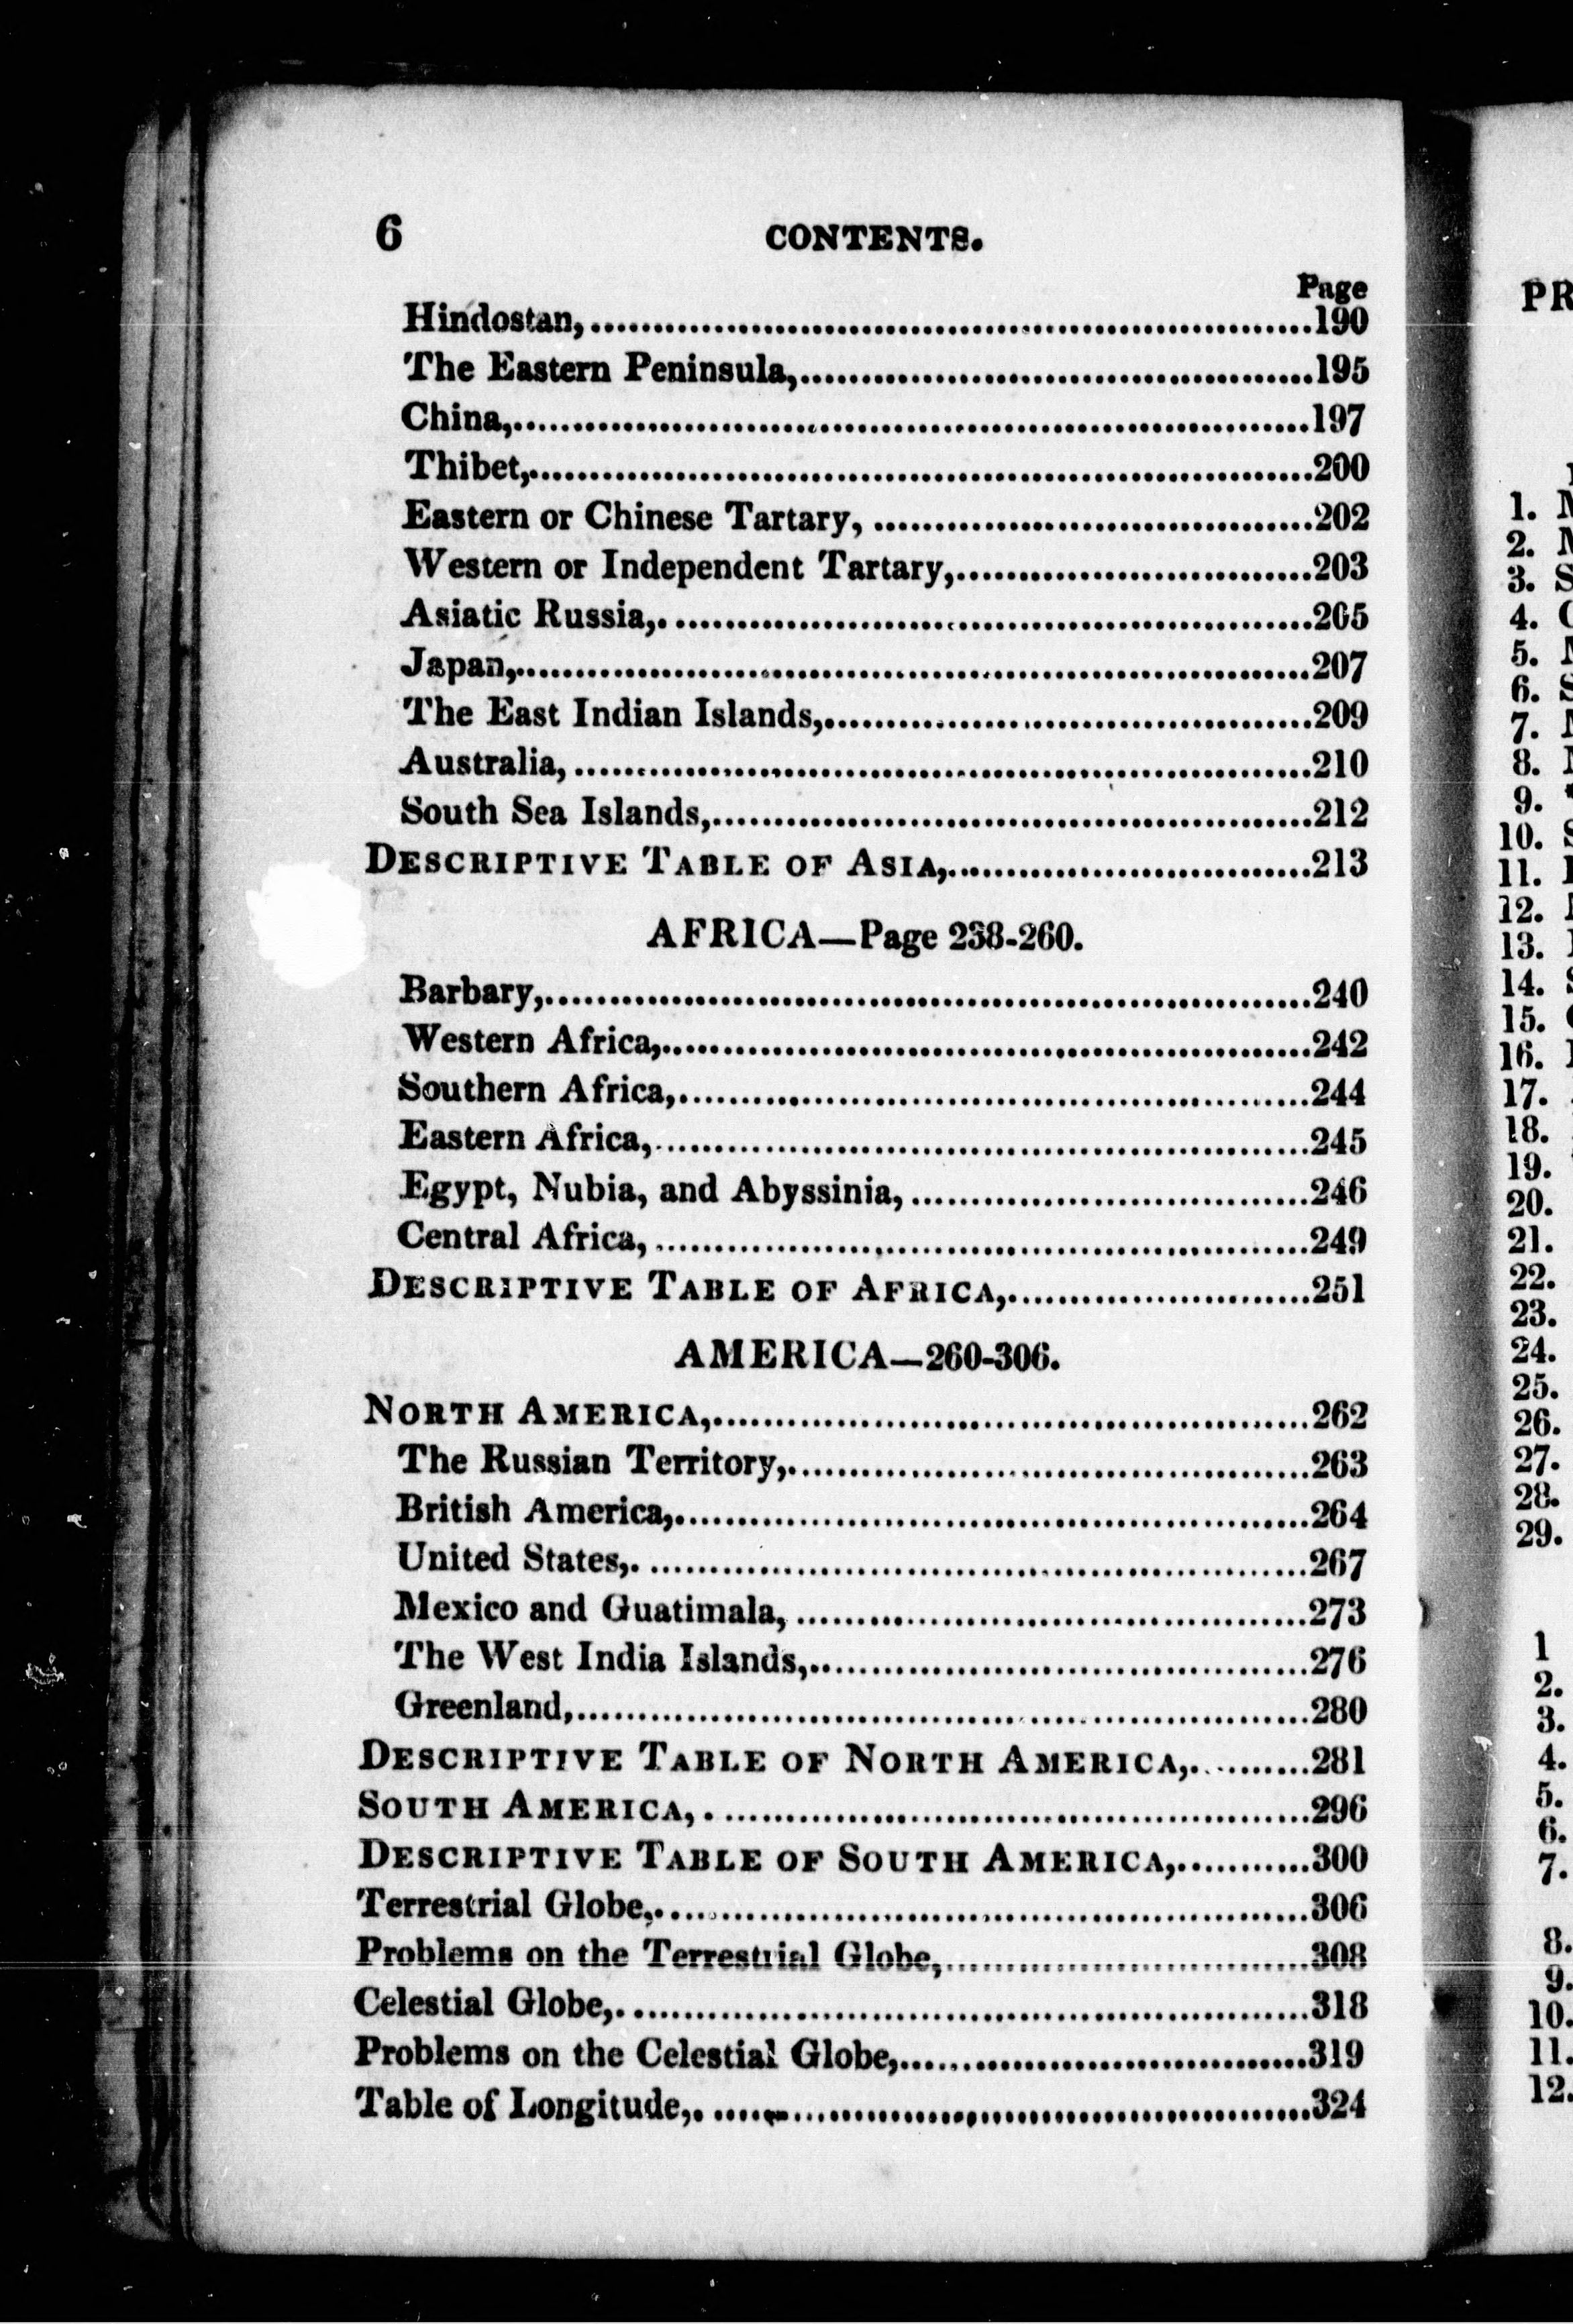 6 CONTENTS.
Page
Hindostan,..........190
The Eastern Peninsula,..........195
China,..........197
Thibet,..........200
Eastern or Chinese Tartary,..........202
Western or Independent Tartary,..........203
Asiatic Russia,..........205
Japan,..........207
The East Indian Islands,..........209
Australia,..........210
South Sea Islands,..........212
DESCRIPTIVE TABLE OF ASIA,..........213
AFRICA—Page 238-260.
Barbary,..........240
Western Africa,..........242
Southern Africa,..........244
Eastern Africa,..........245
Egypt, Nubia, and Abyssinia,..........246
Central Africa,..........249
DESCRIPTIVE TABLE OF AFRICA,..........251
AMERICA—260-306.
NORTH AMERICA,..........262
The Russian Territory,..........263
British America,..........264
United States,..........267
Mexico and Guatimala,..........273
The West India Islands,..........276
Greenland,..........280
DESCRIPTIVE TABLE OF NORTH AMERICA,..........281
SOUTH AMERICA,..........296
DESCRIPTIVE TABLE OF SOUTH AMERICA,..........300
Terrestrial Globe,..........306
Problems on the Terrestrial Globe,..........308
Celestial Globe,..........318
Problems on the Celestial Globe,..........319
Table of Longitude,..........324
PR
1.
2.
3.
4.
5.
6.
7.
8.
9.
10.
11.
12.
13.
14.
15.
16.
17.
18.
19.
20.
21.
22.
23.
24.
25.
26.
27.
28.
29.
1
2.
3.
4.
5.
6.
7.
8.
9.
10.
11.
12.